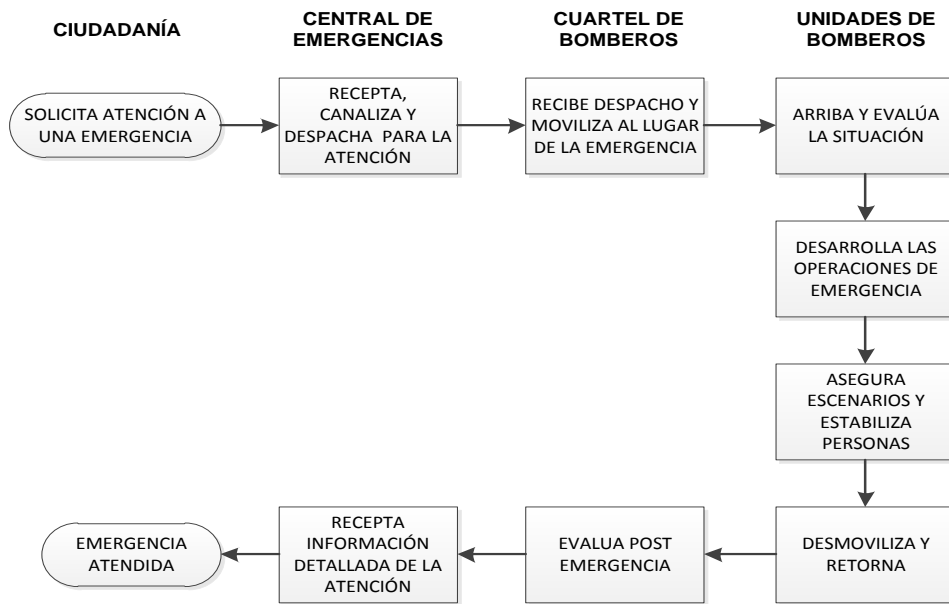 CIUDADANÍA
CENTRAL DE
EMERGENCIAS
CUARTEL DE
BOMBEROS
UNIDADES DE
BOMBEROS
SOLICITA ATENCIÓN A
UNA EMERGENCIA
RECEPTA,
CANALIZA Y
DESPACHA PARA LA
ATENCIÓN
RECIBE DESPACHO Y
MOVILIZA AL LUGAR
DE LA EMERGENCIA
ARRIBA Y EVALÚA
LA SITUACIÓN
DESARROLLA LAS
OPERACIONES DE
EMERGENCIA
ASEGURA
ESCENARIOS Y
ESTABILIZA
PERSONAS
DESMOVILIZA Y
RETORNA
EVALUA POST
EMERGENCIA
RECEPTA
INFORMACIÓN
DETALLADA DE LA
ATENCIÓN
EMERGENCIA
ATENDIDA